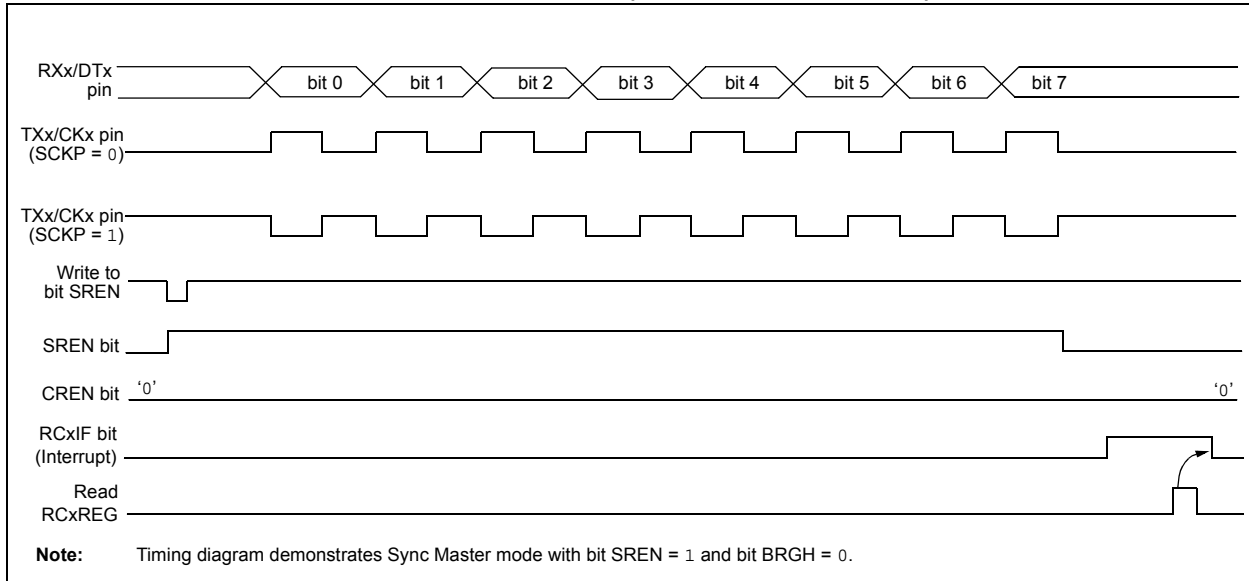 RXx/DTx
pin
bit 0 bit 1 bit 2 bit 3 bit 4 bit 5 bit 6 bit 7
TXx/CKx pin
(SCKP = 0)
TXx/CKx pin
(SCKP = 1)
Write to
bit SREN
SREN bit
CREN bit ‘0’ ‘0’
RCxIF bit
(Interrupt)
Read
RCxREG
Note: Timing diagram demonstrates Sync Master mode with bit SREN = 1 and bit BRGH = 0.